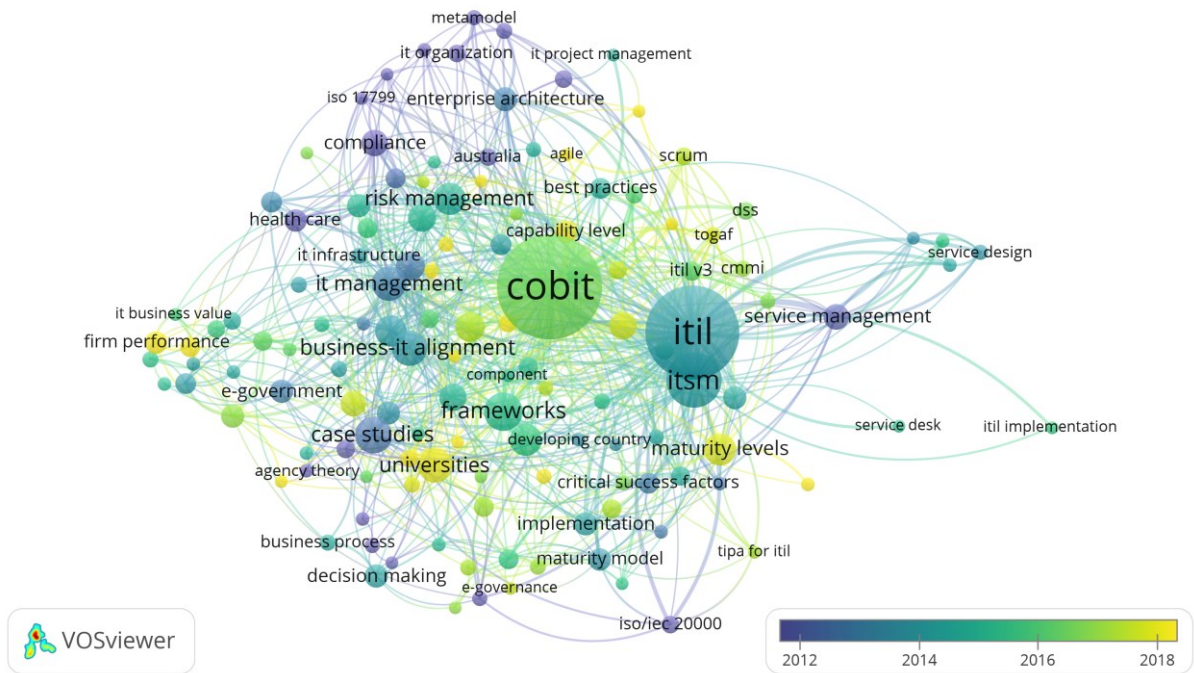 metamodel
it organization
it project management
iso 17799
enterprise architecture
compliance
australia
agile
scrum
risk management
best practices
health care
capability level
dss
togaf
it infrastructure
service design
it management
cobit
itil v3
cmmi
it business value
service management
firm performance
business-it alignment
itil
component
itsm
e-government
frameworks
service desk
itil implementation
case studies
developing country
maturity levels
agency theory
universities
critical success factors
implementation
business process
maturity model
tipa for itil
decision making
e-governance
iso/iec 20000
VOSviewer
2012
2014
2016
2018